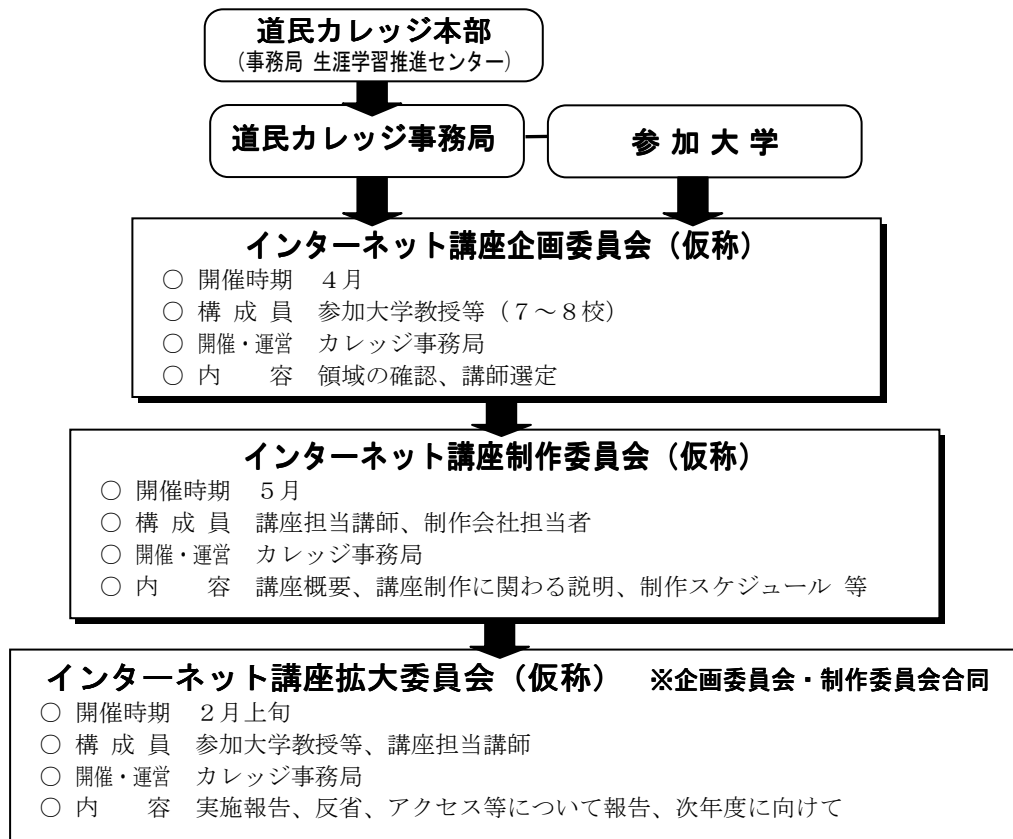 道民カレッジ本部
（事務局 生涯学習推進センター）
道民カレッジ事務局
参 加 大 学
インターネット講座企画委員会（仮称）
○ 開催時期　４月
○ 構 成 員　参加大学教授等（７～８校）
○ 開催・運営　カレッジ事務局
○ 内　　容　領域の確認、講師選定
インターネット講座制作委員会（仮称）
○ 開催時期　５月
○ 構 成 員　講座担当講師、制作会社担当者
○ 開催・運営　カレッジ事務局
○ 内　　容　講座概要、講座制作に関わる説明、制作スケジュール 等
インターネット講座拡大委員会（仮称）　※企画委員会・制作委員会合同
○ 開催時期　２月上旬
○ 構 成 員　参加大学教授等、講座担当講師
○ 開催・運営　カレッジ事務局
○ 内　　容　実施報告、反省、アクセス等について報告、次年度に向けて